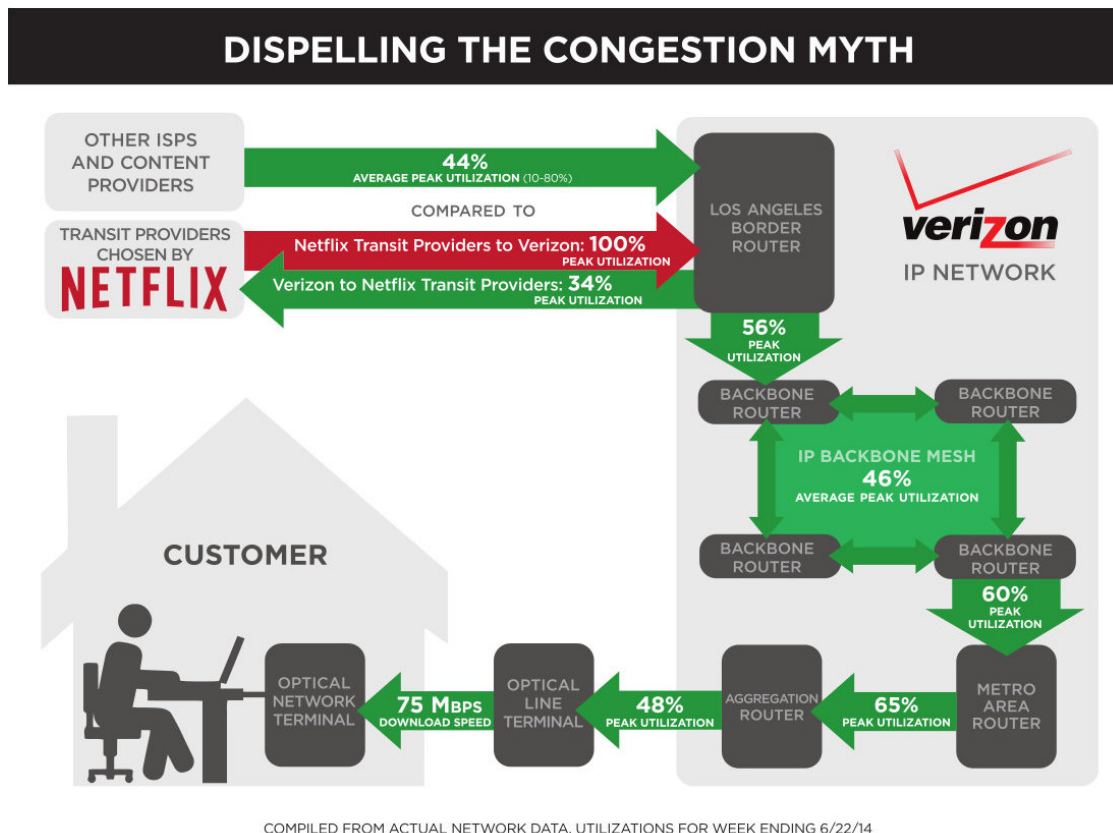 DISPELLING THE CONGESTION MYTH
OTHER ISPS
AND CONTENT
PROVIDERS
44%
AVERAGE PEAK UTILIZATION (10-80%)
COMPARED TO
TRANSIT PROVIDERS
CHOSEN BY
NETFLIX
Netflix Transit Providers to Verizon: 100%
PEAK UTILIZATION
Verizon to Netflix Transit Providers: 34%
PEAK UTILIZATION
LOS ANGELES
BORDER
ROUTER
verizon
IP NETWORK
56%
PEAK
UTILIZATION
BACKBONE
ROUTER
BACKBONE
ROUTER
IP BACKBONE MESH
46%
AVERAGE PEAK UTILIZATION
BACKBONE
ROUTER
BACKBONE
ROUTER
60%
PEAK
UTILIZATION
METRO
AREA
ROUTER
65%
PEAK UTILIZATION
AGGREGATION
ROUTER
48%
PEAK UTILIZATION
OPTICAL
LINE
TERMINAL
75 MBPS
DOWNLOAD SPEED
OPTICAL
NETWORK
TERMINAL
CUSTOMER
COMPILED FROM ACTUAL NETWORK DATA. UTILIZATIONS FOR WEEK ENDING 6/22/14